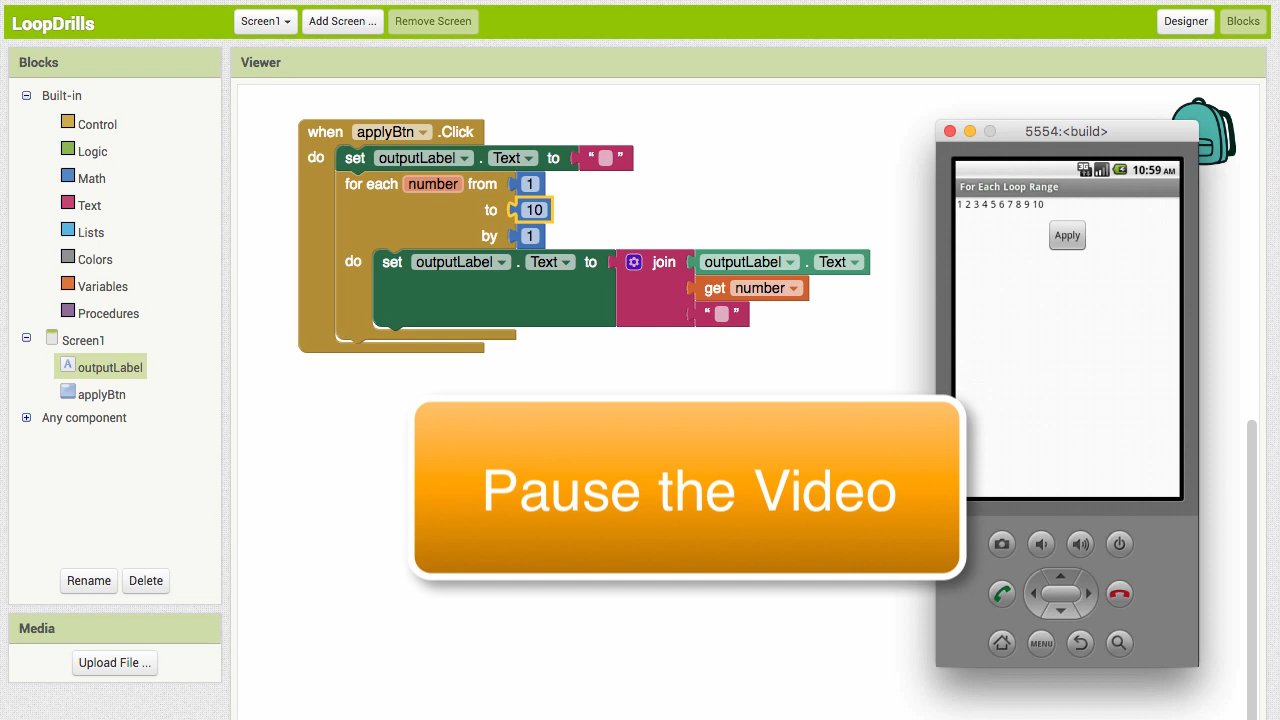 LoopDrills
Screen1
Add Screen ...
Remove Screen
Designer
Blocks
Blocks
Viewer
Built-in
Control
Logic
Math
Text
Lists
Colors
Variables
Procedures
Screen1
outputLabel
applyBtn
Any component
Rename
Delete
Media
Upload File ...
when applyBtn .Click
do set outputLabel . Text to “ ”
for each number from 1
to 10
by 1
do set outputLabel . Text to join outputLabel . Text
get number
“ ”
Pause the Video
5554:<build>
3G
10:59 AM
For Each Loop Range
1 2 3 4 5 6 7 8 9 10
Apply
MENU